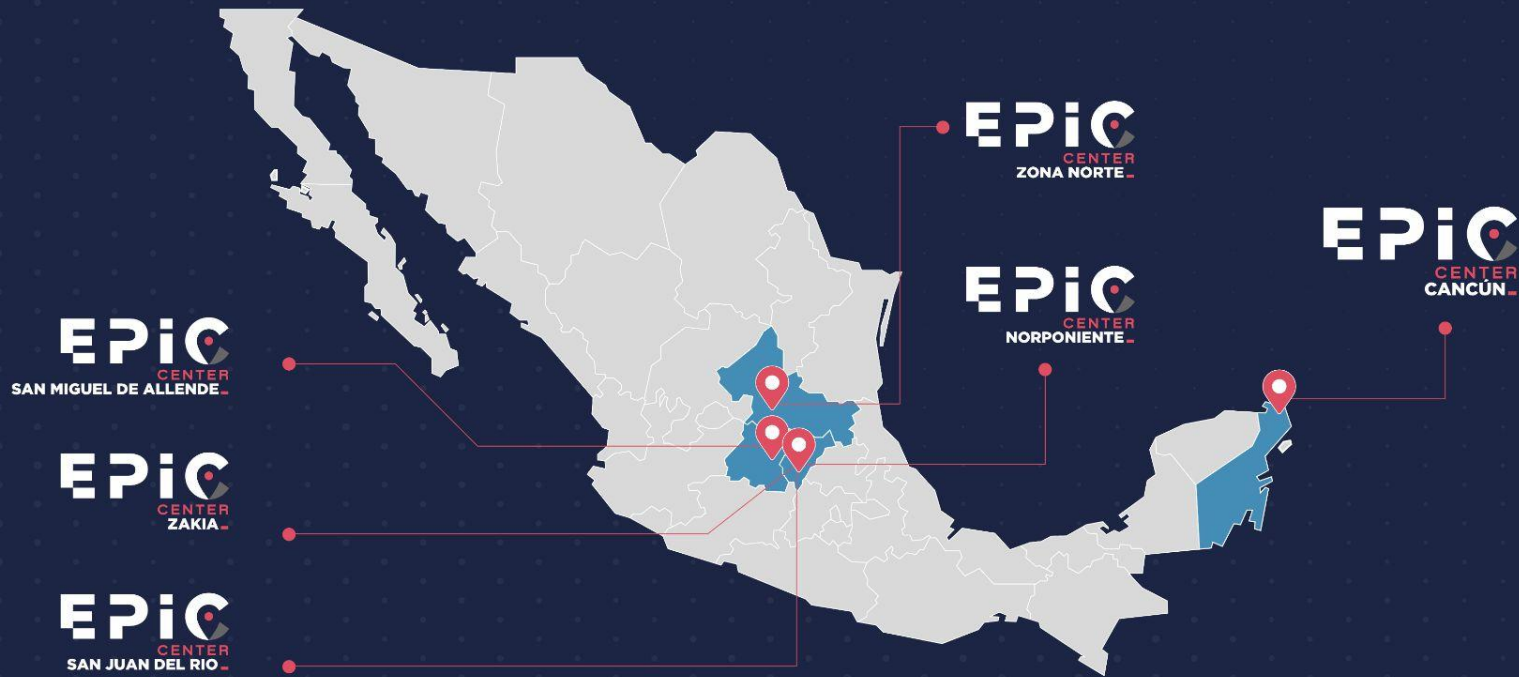 EPiC
CENTER
ZONA NORTE
EPiC
CENTER
CANCÚN
EPiC
CENTER
NORPONIENTE
EPiC
CENTER
SAN MIGUEL DE ALLENDE
EPiC
CENTER
ZAKIA
EPiC
CENTER
SAN JUAN DEL RIO